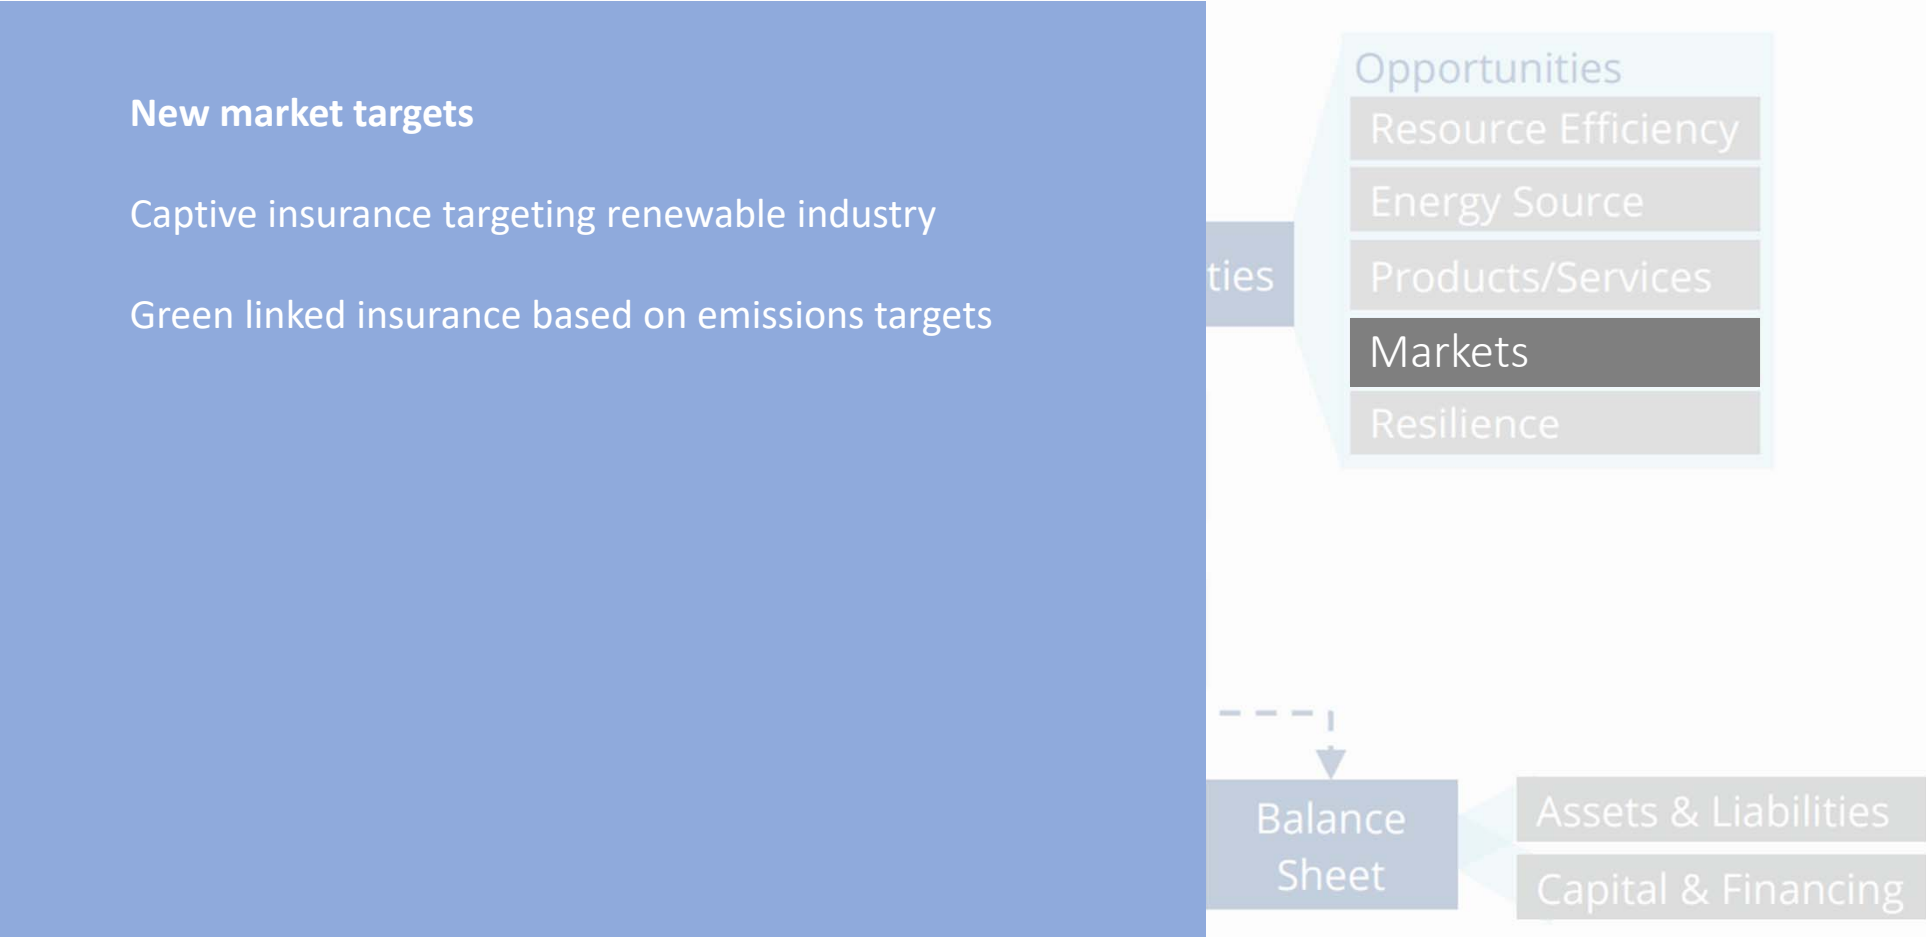 New market targets
Captive insurance targeting renewable industry
Green linked insurance based on emissions targets
Opportunities
Resource Efficiency
Energy Source
ties
Products/Services
Markets
Resilience
Balance
Sheet
Assets & Liabilities
Capital & Financing